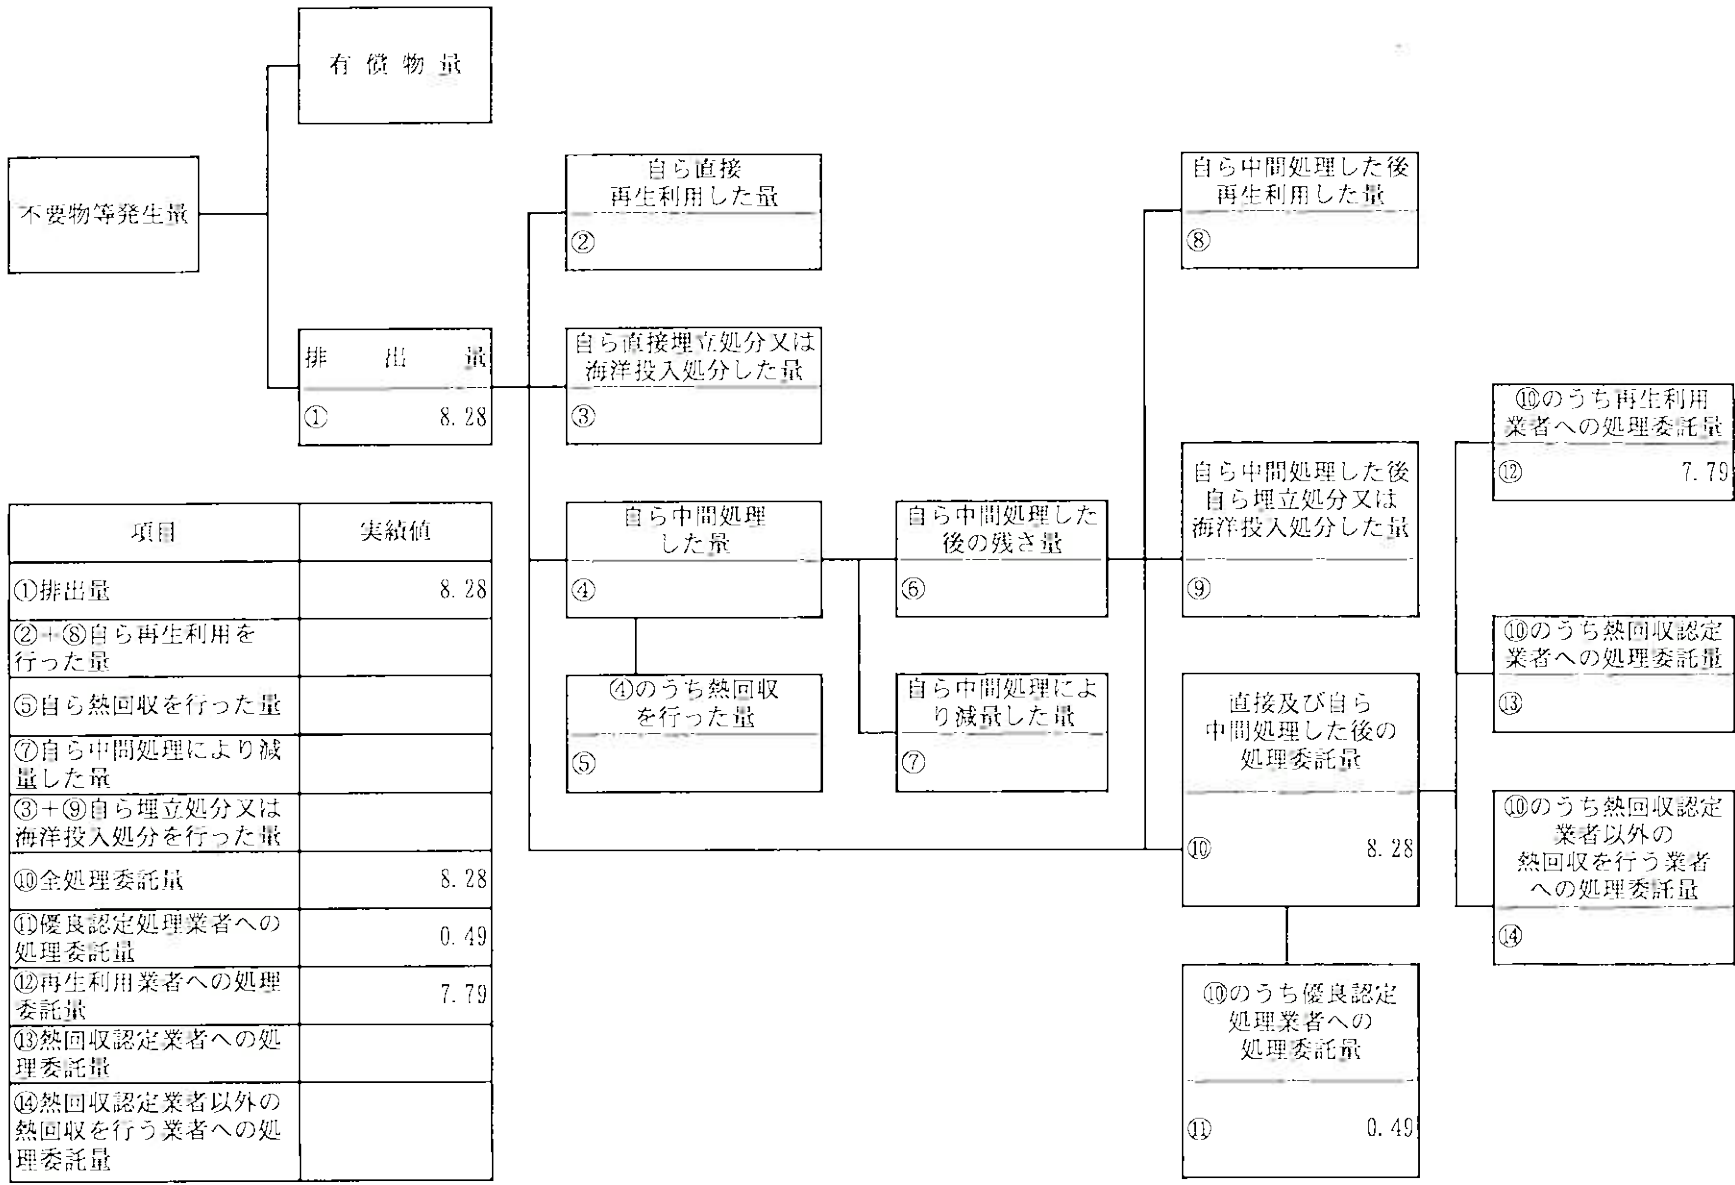 有償物量
不要物等発生量
排出量
① 8.28
自ら直接
再生利用した量
②
自ら直接埋立処分又は
海洋投入処分した量
③
自ら中間処理
した量
④
④のうち熱回収
を行った量
⑤
自ら中間処理した
後の残さ量
⑥
自ら中間処理によ
り減量した量
⑦
自ら中間処理した後
再生利用した量
⑧
自ら中間処理した後
自ら埋立処分又は
海洋投入処分した量
⑨
直接及び自ら
中間処理した後の
処理委託量
⑩ 8.28
⑩のうち優良認定
処理業者への
処理委託量
⑪ 0.49
⑩のうち再生利用
業者への処理委託量
⑫ 7.79
⑩のうち熱回収認定
業者への処理委託量
⑬
⑩のうち熱回収認定
業者以外の
熱回収を行う業者
への処理委託量
⑭
項目 実績値
①排出量 8.28
②+⑧自ら再生利用を
行った量
⑤自ら熱回収を行った量
⑦自ら中間処理により減
量した量
③+⑨自ら埋立処分又は
海洋投入処分を行った量
⑩全処理委託量 8.28
⑪優良認定処理業者への
処理委託量 0.49
⑫再生利用業者への処理
委託量 7.79
⑬熱回収認定業者への処
理委託量
⑭熱回収認定業者以外の
熱回収を行う業者への処
理委託量